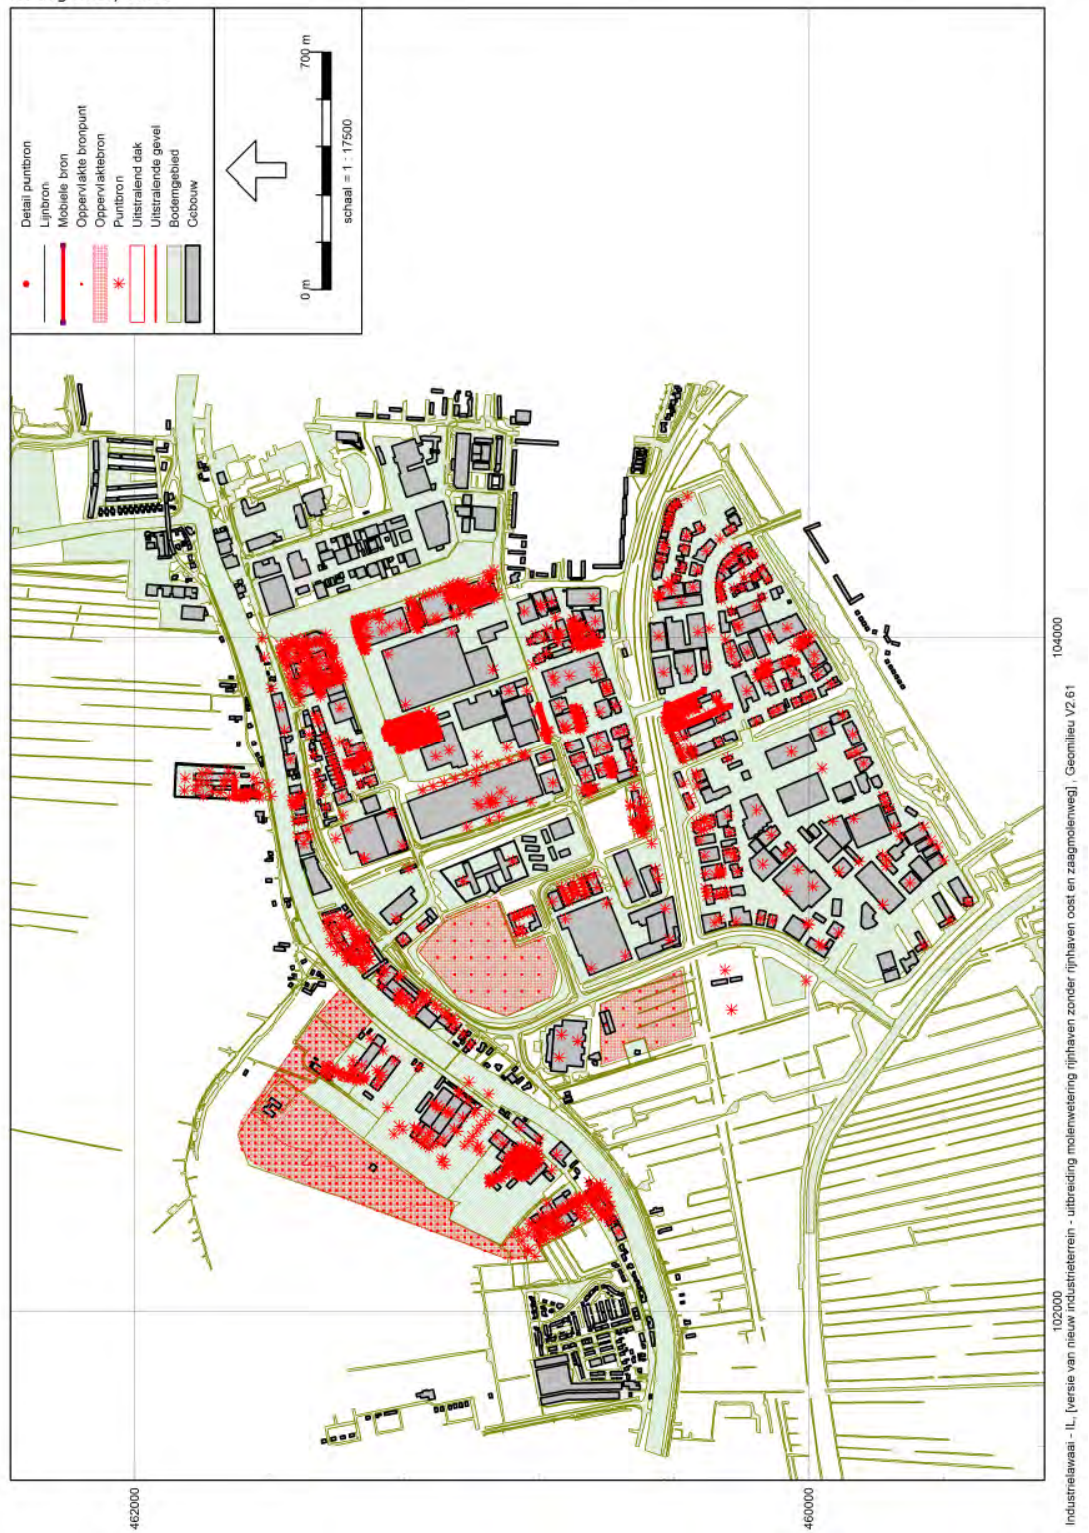 Detail puntbron
Lijnbron
Mobiele bron
Oppervlakte bronpunt
Oppervlaktebron
Puntbron
Uitstralend dak
Uitstralende gevel
Bodemgebied
Gebouw
0 m
700 m
schaal = 1 : 17500
462000
460000
102000
104000
Industrielawaai - IL, [versie van nieuw industrieterrein - uitbreiding molenwetering rijnhaven zonder rijnhaven oost en zaagmolenweg] , Geomilieu V2.61